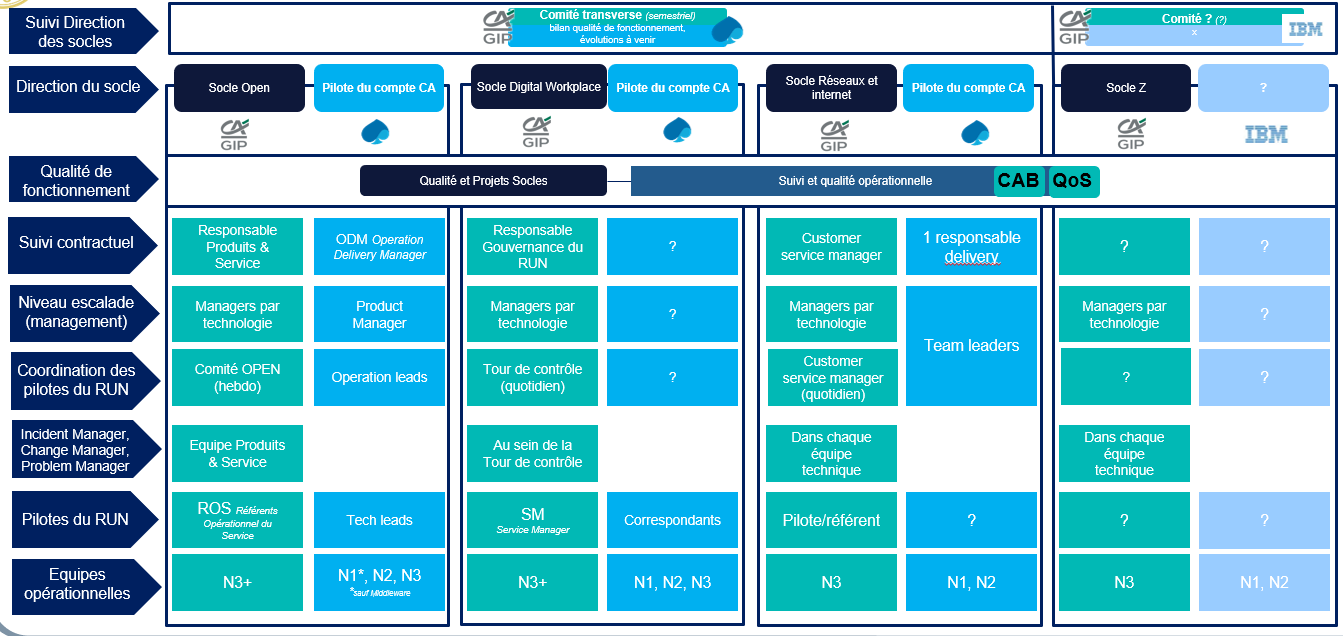 Suivi Direction
des socles
CA
GIP
Comité transverse (semestriel)
bilan qualité de fonctionnement,
évolutions à venir
CA
GIP
Comité ? (?)
x
IBM
Direction du socle
Socle Open
Pilote du compte CA
Socle Digital Workplace
Pilote du compte CA
Socle Réseaux et
internet
Pilote du compte CA
Socle Z
?
CA
GIP
CA
GIP
CA
GIP
CA
GIP
IBM
Qualité de
fonctionnement
Qualité et Projets Socles
Suivi et qualité opérationnelle
CAB
QoS
Suivi contractuel
Responsable
Produits &
Service
ODM Operation
Delivery Manager
Responsable
Gouvernance du
RUN
?
Customer
service manager
1 responsable
delivery
?
?
Niveau escalade
(management)
Managers par
technologie
Product
Manager
Managers par
technologie
?
Managers par
technologie
Team leaders
Managers par
technologie
?
Coordination des
pilotes du RUN
Comité OPEN
(hebdo)
Operation leads
Tour de contrôle
(quotidien)
?
Customer
service manager
(quotidien)
?
?
Incident Manager,
Change Manager,
Problem Manager
Equipe Produits
& Service
Au sein de la
Tour de contrôle
Dans chaque
équipe
technique
Dans chaque
équipe
technique
Pilotes du RUN
ROS Référents
Opérationnel du
Service
Tech leads
SM
Service Manager
Correspondants
Pilote/référent
?
?
?
Equipes
opérationnelles
N3+
N1*, N2, N3
*sauf Middleware
N3+
N1, N2, N3
N3
N1, N2
N3
N1, N2